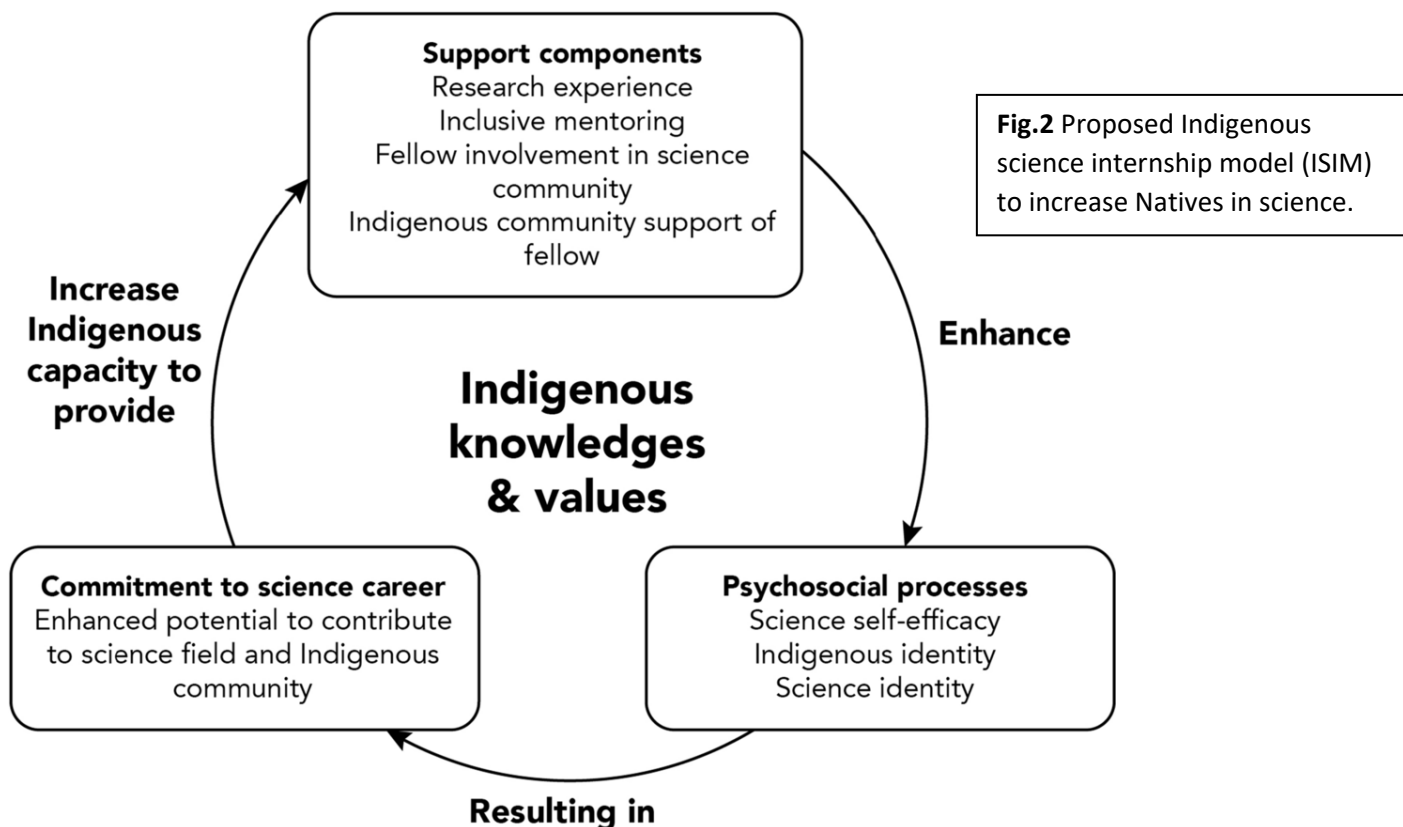 Support components
Research experience
Inclusive mentoring
Fellow involvement in science
community
Indigenous community support of
fellow
Fig.2 Proposed Indigenous
science internship model (ISIM)
to increase Natives in science.
Increase
Indigenous
capacity to
provide
Enhance
Indigenous
knowledges
& values
Commitment to science career
Enhanced potential to contribute
to science field and Indigenous
community
Psychosocial processes
Science self-efficacy
Indigenous identity
Science identity
Resulting in